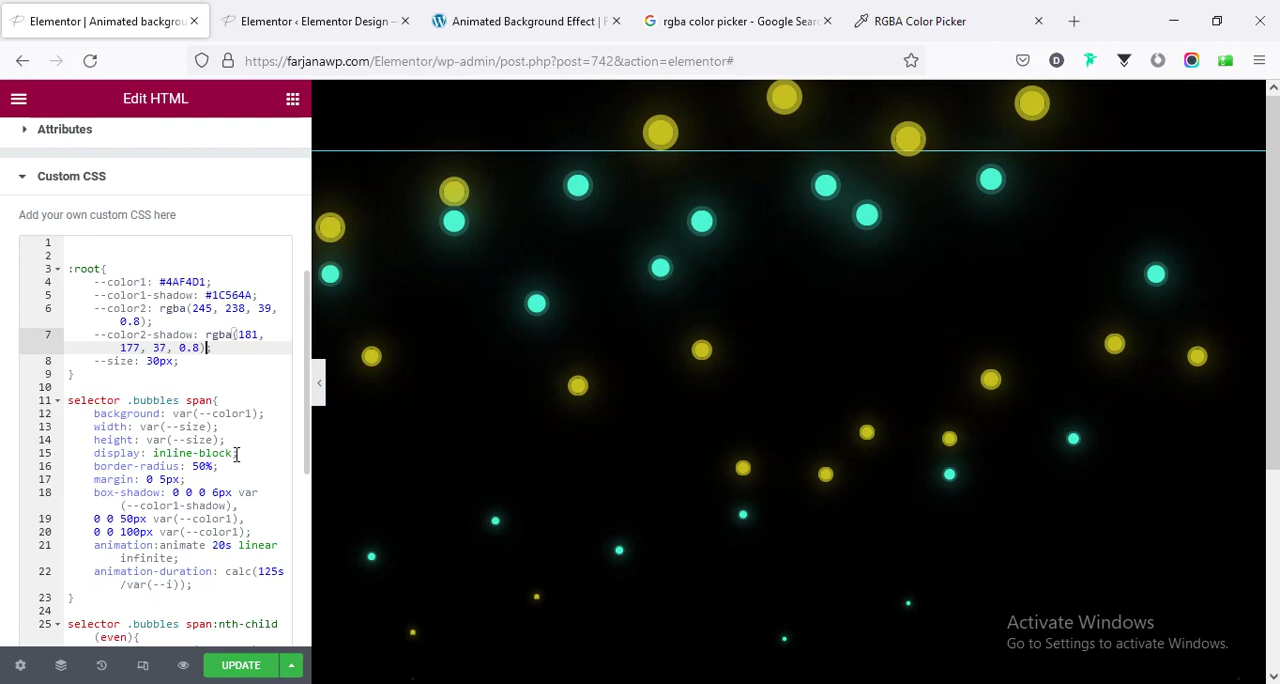 Elementor | Animated backgrou
Elementor ‹ Elementor Design –
Animated Background Effect | F
rgba color picker - Google Searc
RGBA Color Picker
https://farjanawp.com/Elementor/wp-admin/post.php?post=742&action=elementor#
Edit HTML
Attributes
Custom CSS
Add your own custom CSS here
1
2
3 :root{
4 --color1: #4AF4D1;
5 --color1-shadow: #1C564A;
6 --color2: rgba(245, 238, 39,
0.8);
7 --color2-shadow: rgba(181,
177, 37, 0.8);
8 --size: 30px;
9 }
10
11 selector .bubbles span{
12 background: var(--color1);
13 width: var(--size);
14 height: var(--size);
15 display: inline-block;
16 border-radius: 50%;
17 margin: 0 5px;
18 box-shadow: 0 0 0 6px var
(--color1-shadow),
19 0 0 50px var(--color1),
20 0 0 100px var(--color1);
21 animation:animate 20s linear
infinite;
22 animation-duration: calc(125s
/var(--i));
23 }
24
25 selector .bubbles span:nth-child
(even){
UPDATE
Activate Windows
Go to Settings to activate Windows.